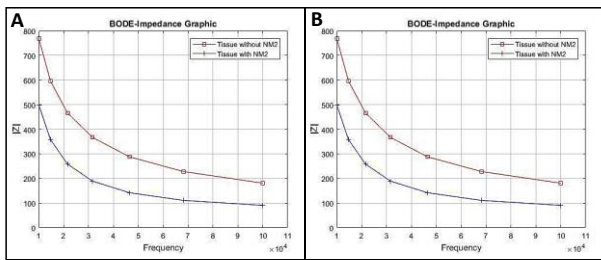 A
BODE-Impedance Graphic
Tissue without NM2
Tissue with NM2
800
700
600
500
400
300
200
100
0
|Z|
1 2 3 4 5 6 7 8 9 10 11
Frequency
×10⁴
B
BODE-Impedance Graphic
Tissue without NM2
Tissue with NM2
800
700
600
500
400
300
200
100
0
|Z|
1 2 3 4 5 6 7 8 9 10 11
Frequency
×10⁴